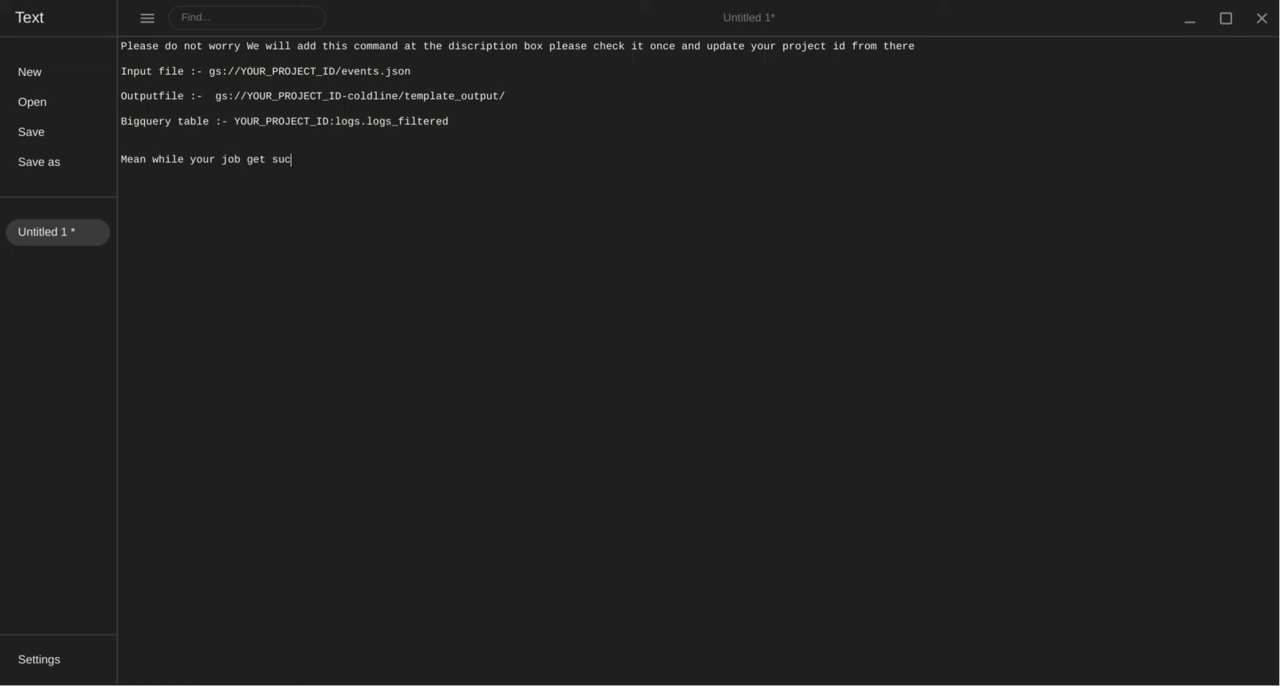 Text
Find...
Untitled 1*
New
Open
Save
Save as
Untitled 1 *
Settings
Please do not worry We will add this command at the discription box please check it once and update your project id from there
Input file :- gs://YOUR_PROJECT_ID/events.json
Outputfile :-  gs://YOUR_PROJECT_ID-coldline/template_output/
Bigquery table :- YOUR_PROJECT_ID:logs.logs_filtered
Mean while your job get suc